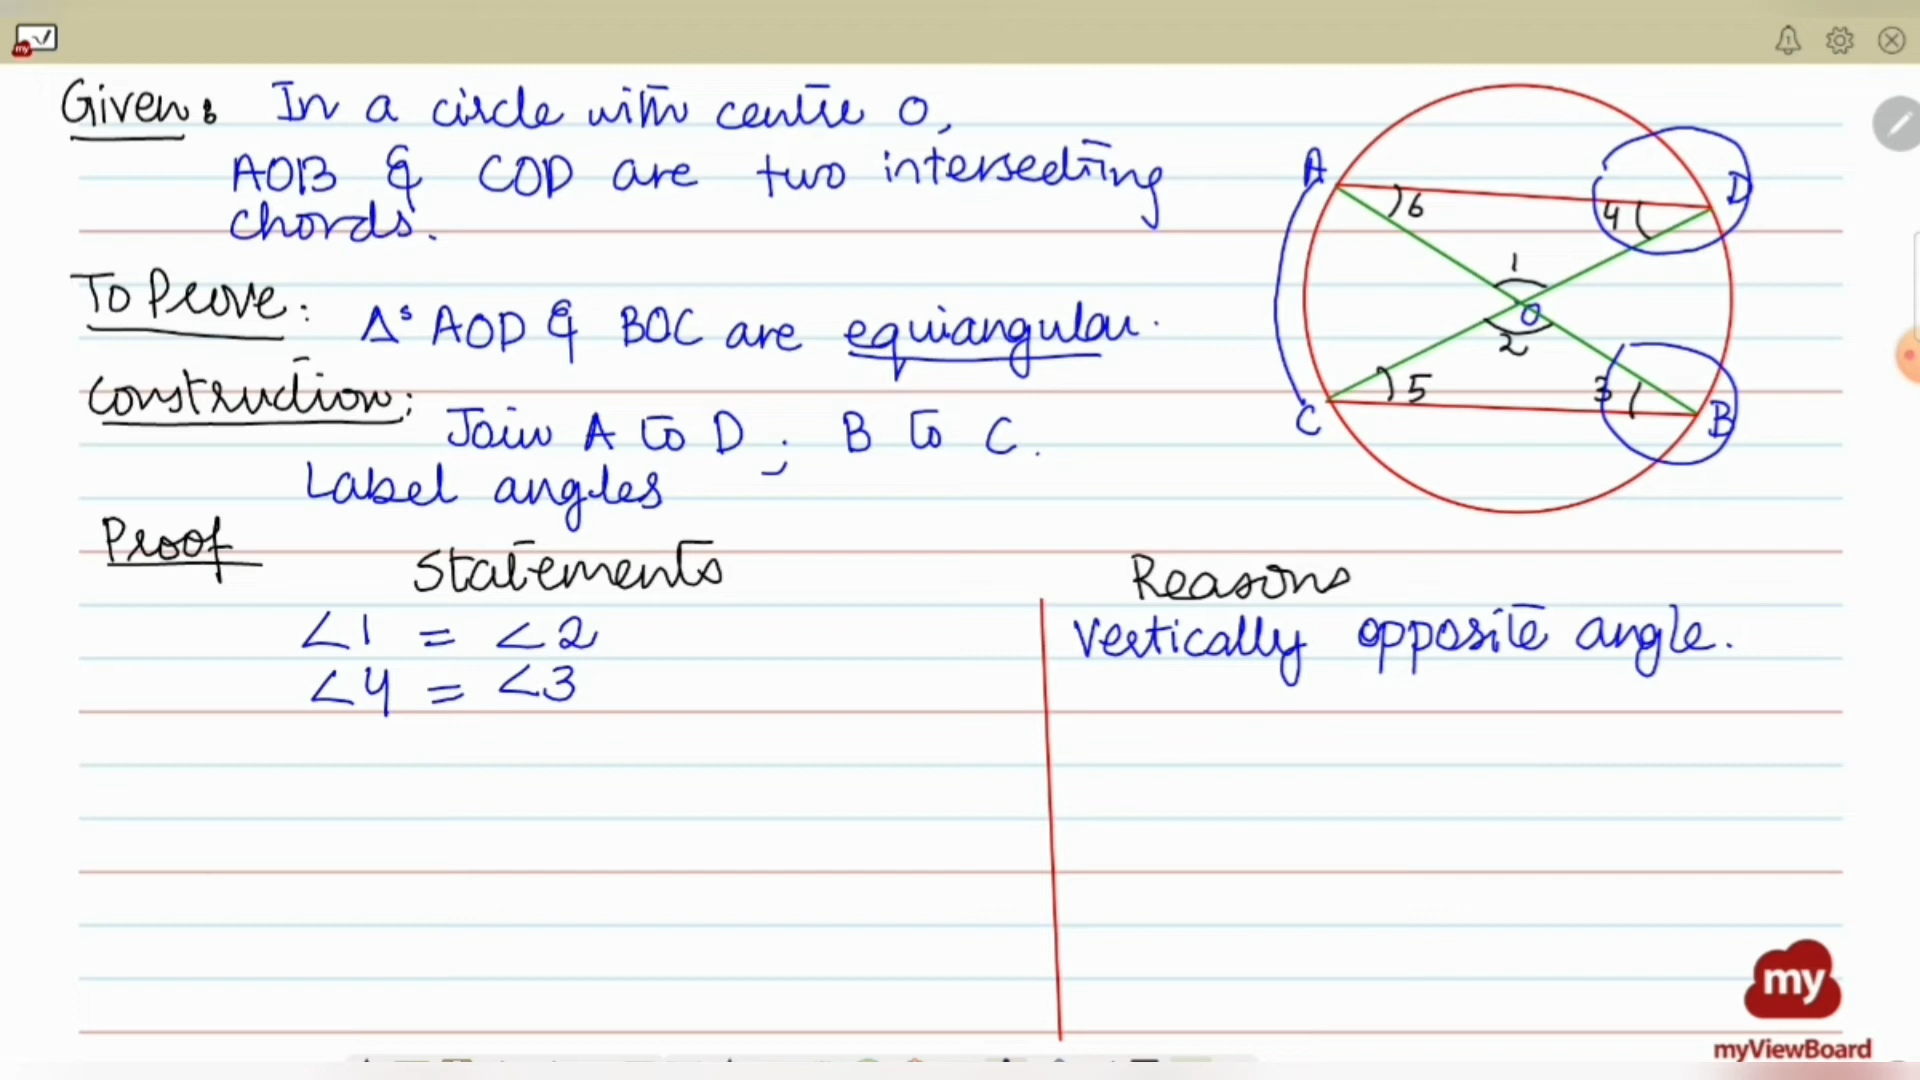 Given: In a circle with centre O,
AOB & COD are two intersecting
chords.
To Prove: Δs AOD & BOC are equiangular.
Construction: Join A to D ; B to C.
Label angles
Proof
Statements
Reasons
∠1 = ∠2
Vertically opposite angle.
∠4 = ∠3
A
D
6
4
1
O
2
5
3
C
B
my
my
myViewBoard